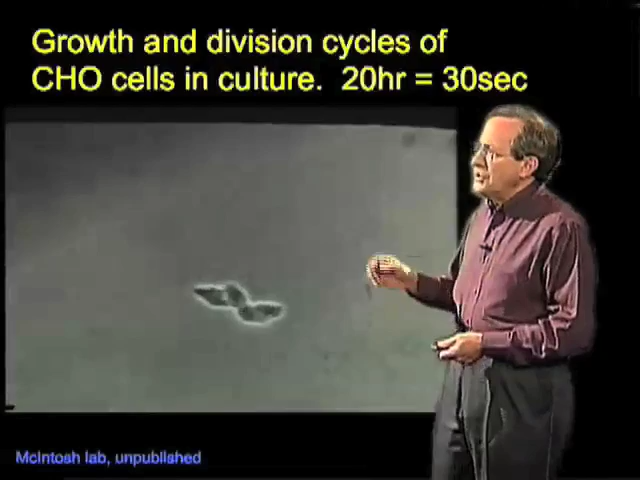 Growth and division cycles of
CHO cells in culture.  20hr = 30sec
McIntosh lab, unpublished